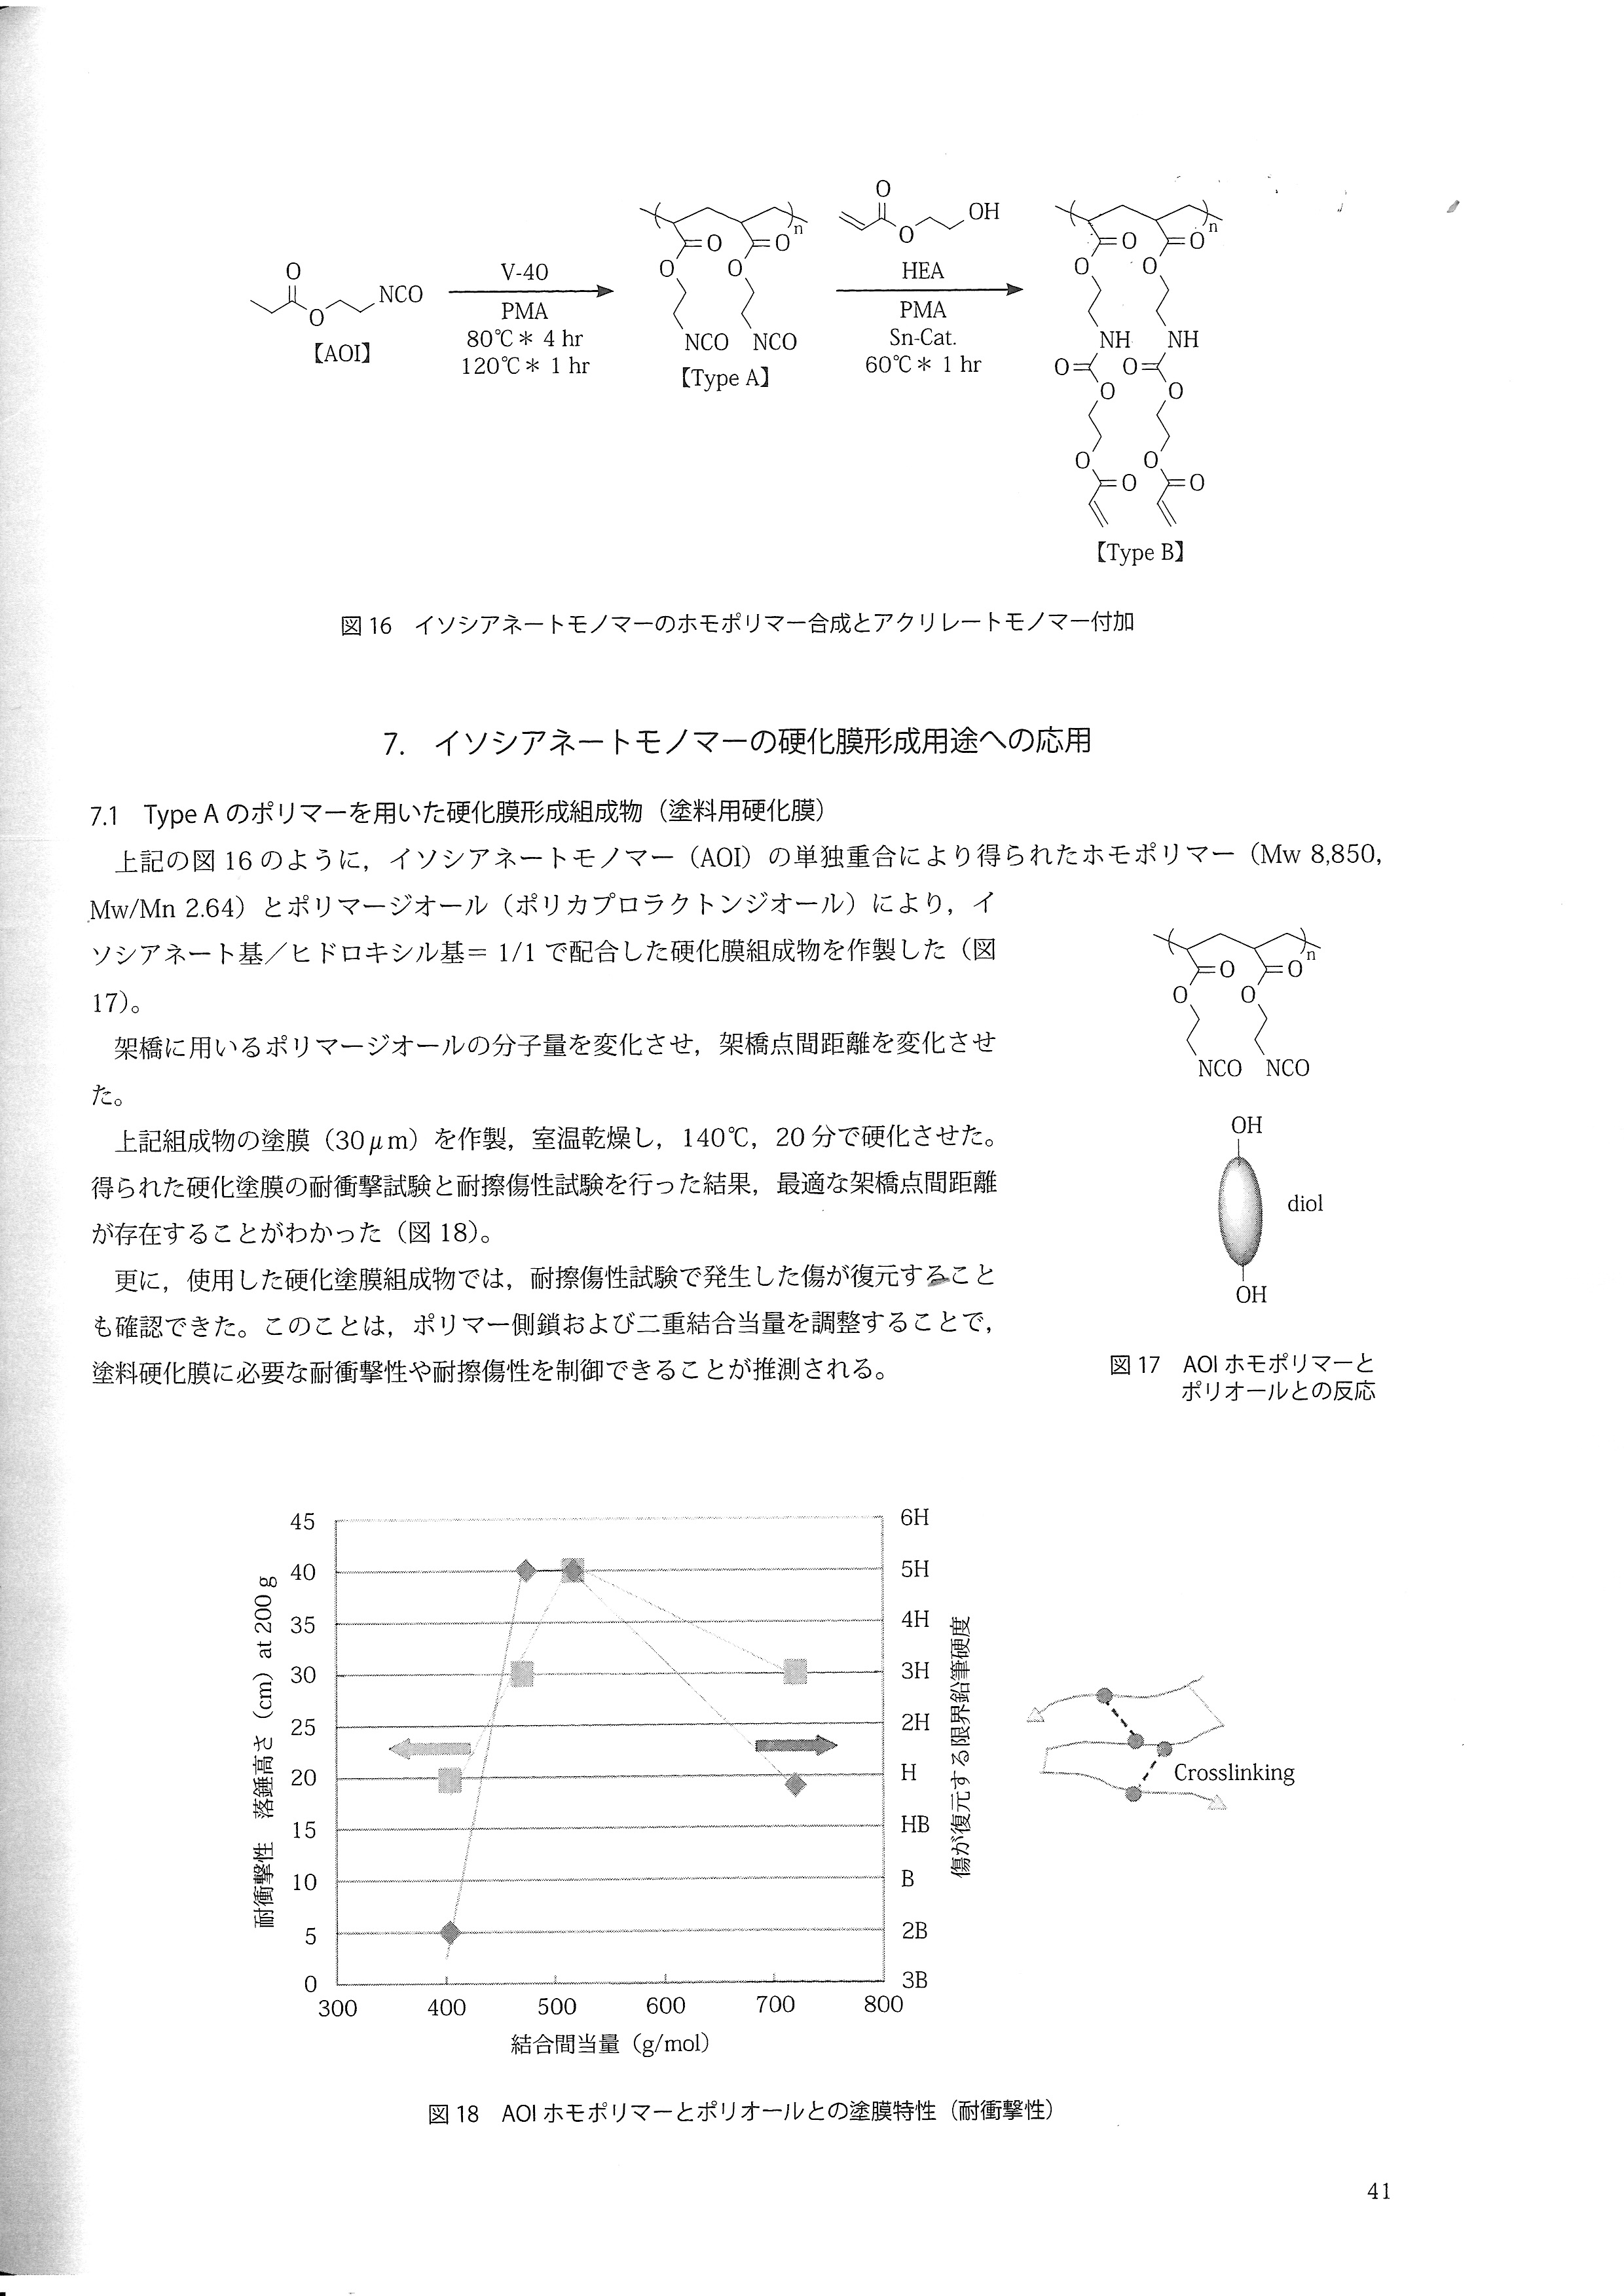 O
O
NCO
【AOI】
V-40
PMA
80℃＊ 4 hr
120℃＊ 1 hr
n
O O
O O
NCO NCO
【Type A】
O
O
OH
HEA
PMA
Sn-Cat.
60℃＊ 1 hr
n
O O
O O
NH NH
O O
O O
O O
O O
【Type B】
図16　イソシアネートモノマーのホモポリマー合成とアクリレートモノマー付加
7.　イソシアネートモノマーの硬化膜形成用途への応用
7.1　Type A のポリマーを用いた硬化膜形成組成物（塗料用硬化膜）
上記の図 16 のように，イソシアネートモノマー（AOI）の単独重合により得られたホモポリマー（Mw 8,850,
Mw/Mn 2.64）とポリマージオール（ポリカプロラクトンジオール）により，イ
ソシアネート基／ヒドロキシル基＝ 1/1 で配合した硬化膜組成物を作製した（図
17）。
架橋に用いるポリマージオールの分子量を変化させ，架橋点間距離を変化させ
た。
上記組成物の塗膜（30μm）を作製，室温乾燥し，140℃，20 分で硬化させた。
得られた硬化塗膜の耐衝撃試験と耐擦傷性試験を行った結果，最適な架橋点間距離
が存在することがわかった（図 18）。
更に，使用した硬化塗膜組成物では，耐擦傷性試験で発生した傷が復元すること
も確認できた。このことは，ポリマー側鎖および二重結合当量を調整することで，
塗料硬化膜に必要な耐衝撃性や耐擦傷性を制御できることが推測される。
n
O O
O O
NCO NCO
OH
diol
OH
図17　AOI ホモポリマーと
ポリオールとの反応
耐衝撃性　落錘高さ（cm）at 200 g
45
40
35
30
25
20
15
10
5
0
300 400 500 600 700 800
結合間当量（g/mol）
6H
5H
4H
3H
2H
H
HB
B
2B
3B
傷が復元する限界鉛筆硬度
Crosslinking
図18　AOI ホモポリマーとポリオールとの塗膜特性（耐衝撃性）
41